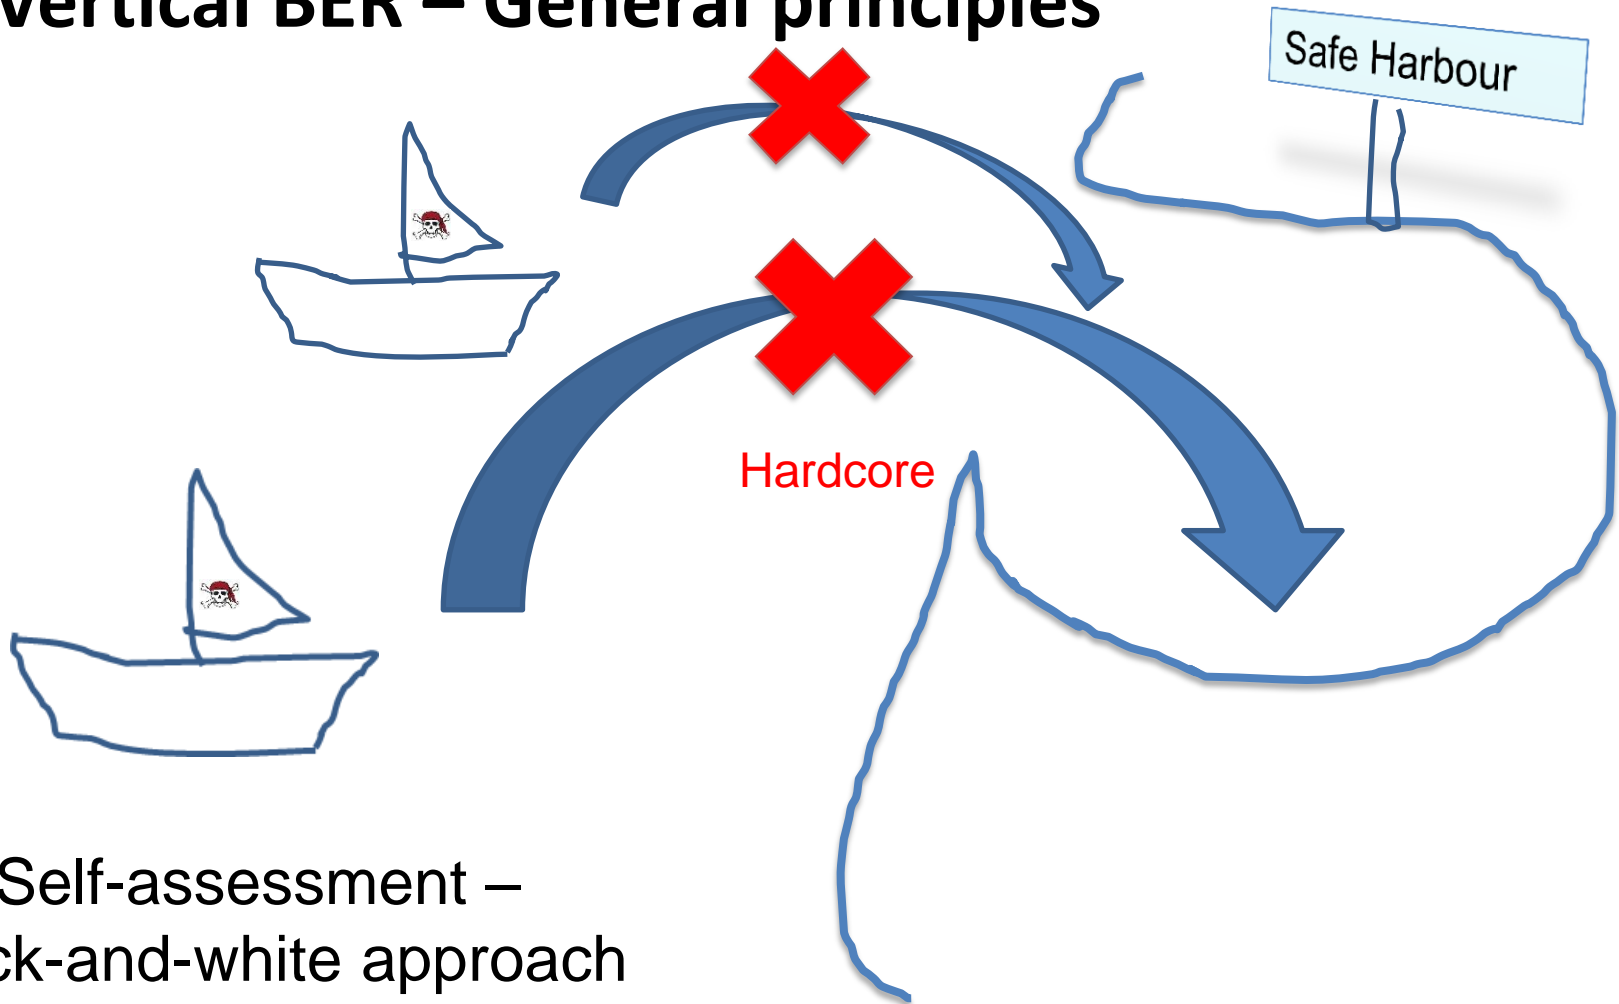 Vertical BER – General principles
Safe Harbour
Hardcore
Self-assessment –
ck-and-white approach